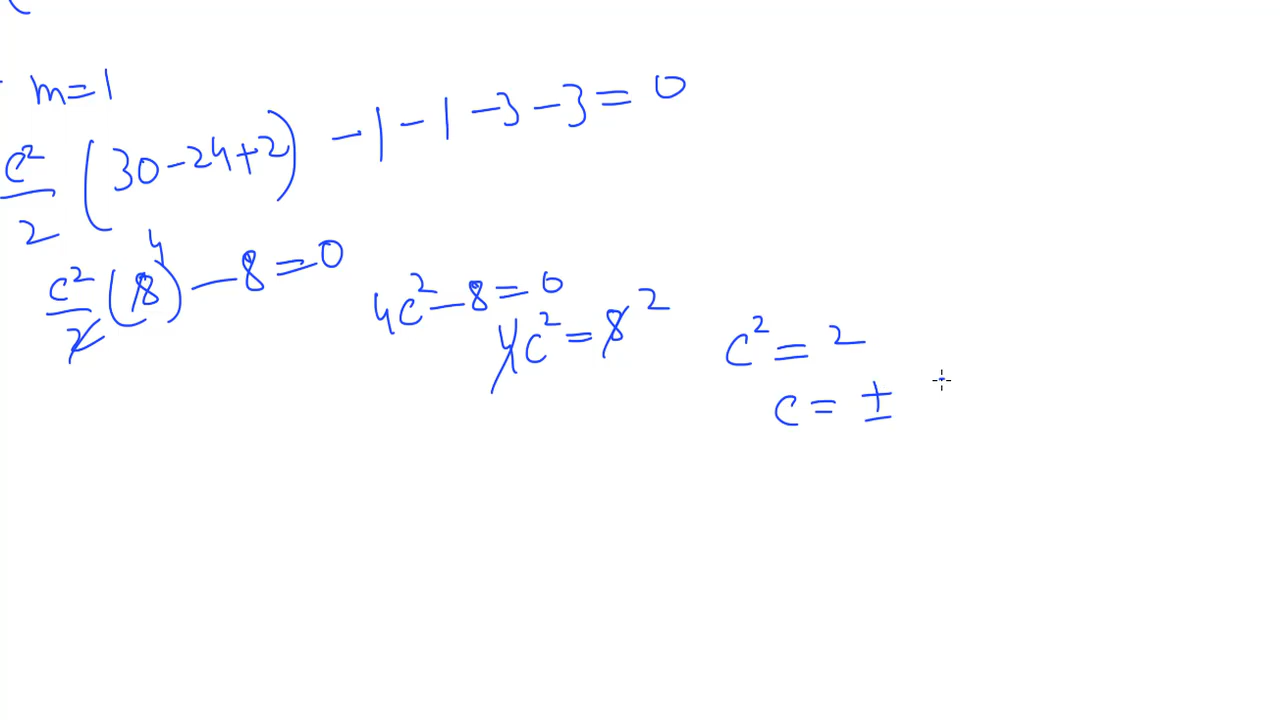 m=1
c²/2 (30-24+2) -1-1-3-3=0
c²/2 (8) -8=0 4
4c²-8=0
4c²=8 2
c²=2
c=±